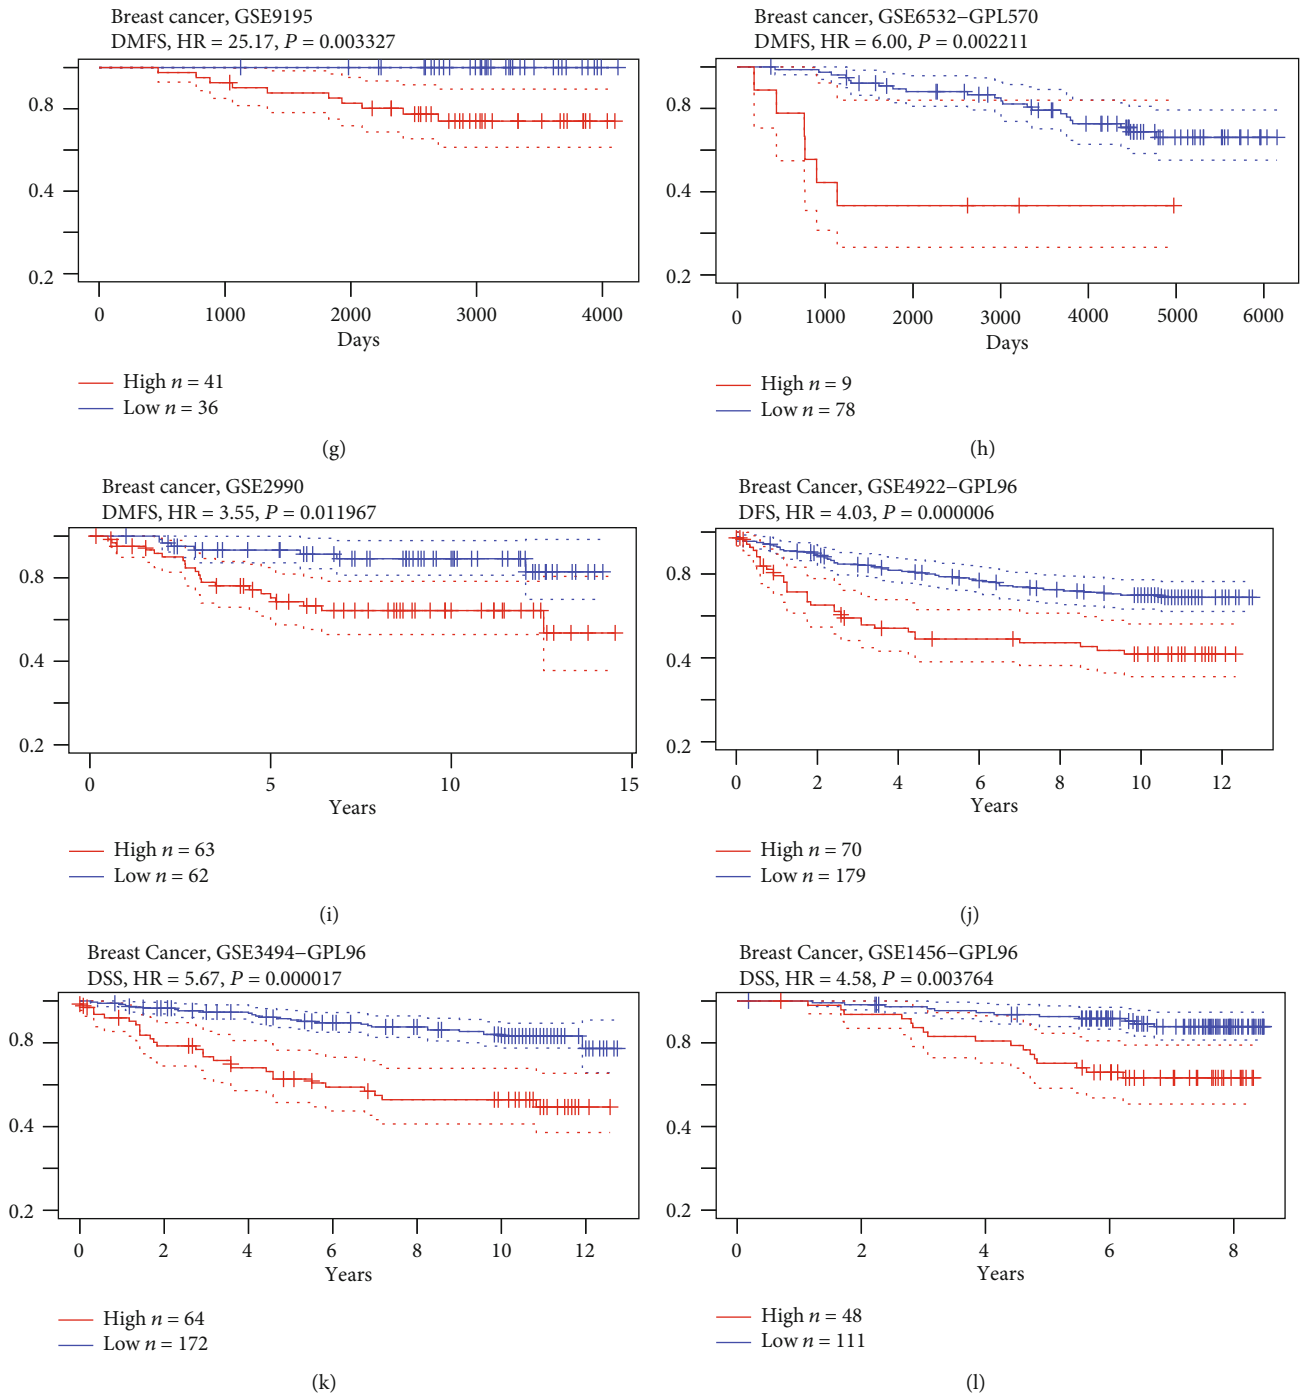 Breast cancer, GSE9195
DMFS, HR = 25.17, P = 0.003327
0.8
0.4
0.2
0 1000 2000 3000 4000
Days
High n = 41
Low n = 36
(g)
Breast cancer, GSE6532−GPL570
DMFS, HR = 6.00, P = 0.002211
0.8
0.4
0.2
0 1000 2000 3000 4000 5000 6000
Days
High n = 9
Low n = 78
(h)
Breast cancer, GSE2990
DMFS, HR = 3.55, P = 0.011967
0.8
0.4
0.2
0 5 10 15
Years
High n = 63
Low n = 62
(i)
Breast Cancer, GSE4922−GPL96
DFS, HR = 4.03, P = 0.000006
0.8
0.4
0.2
0 2 4 6 8 10 12
Years
High n = 70
Low n = 179
(j)
Breast Cancer, GSE3494−GPL96
DSS, HR = 5.67, P = 0.000017
0.8
0.4
0.2
0 2 4 6 8 10 12
Years
High n = 64
Low n = 172
(k)
Breast Cancer, GSE1456−GPL96
DSS, HR = 4.58, P = 0.003764
0.8
0.4
0.2
0 2 4 6 8
Years
High n = 48
Low n = 111
(l)